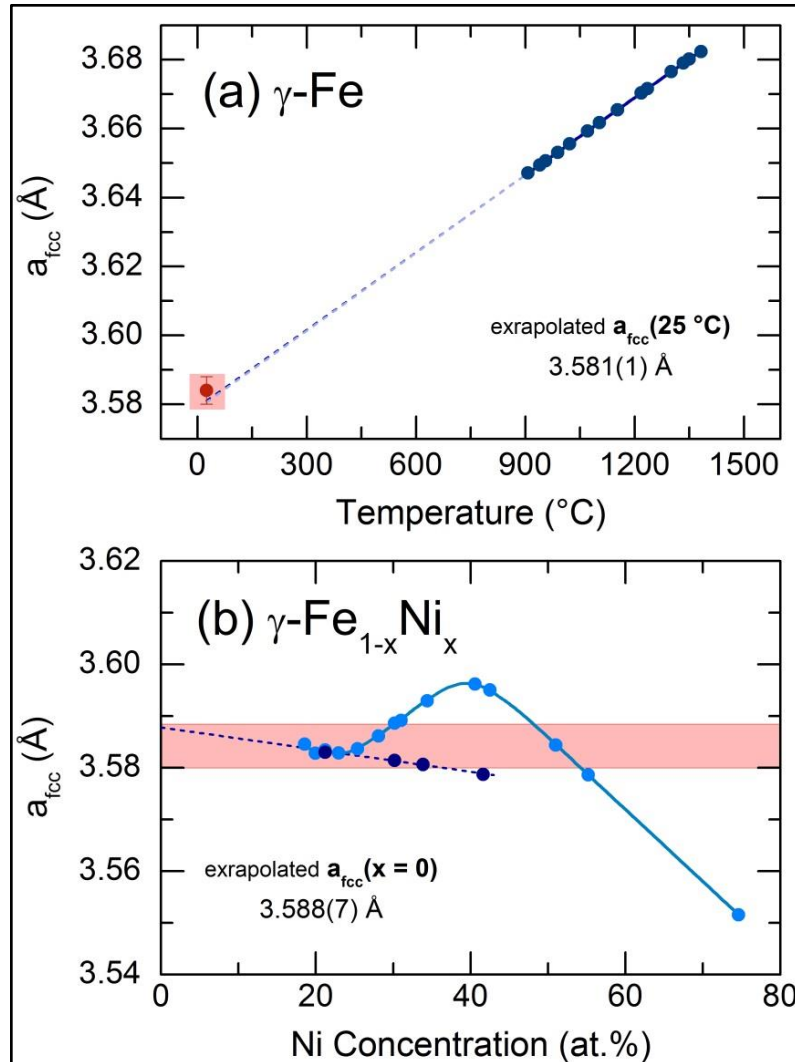 (a) γ-Fe
3.68
3.66
3.64
3.62
3.60
3.58
a_fcc (Å)
exrapolated a_fcc(25 °C)
3.581(1) Å
0 300 600 900 1200 1500
Temperature (°C)
(b) γ-Fe_1-xNi_x
3.62
3.60
3.58
3.56
3.54
a_fcc (Å)
exrapolated a_fcc(x = 0)
3.588(7) Å
0 20 40 60 80
Ni Concentration (at.%)